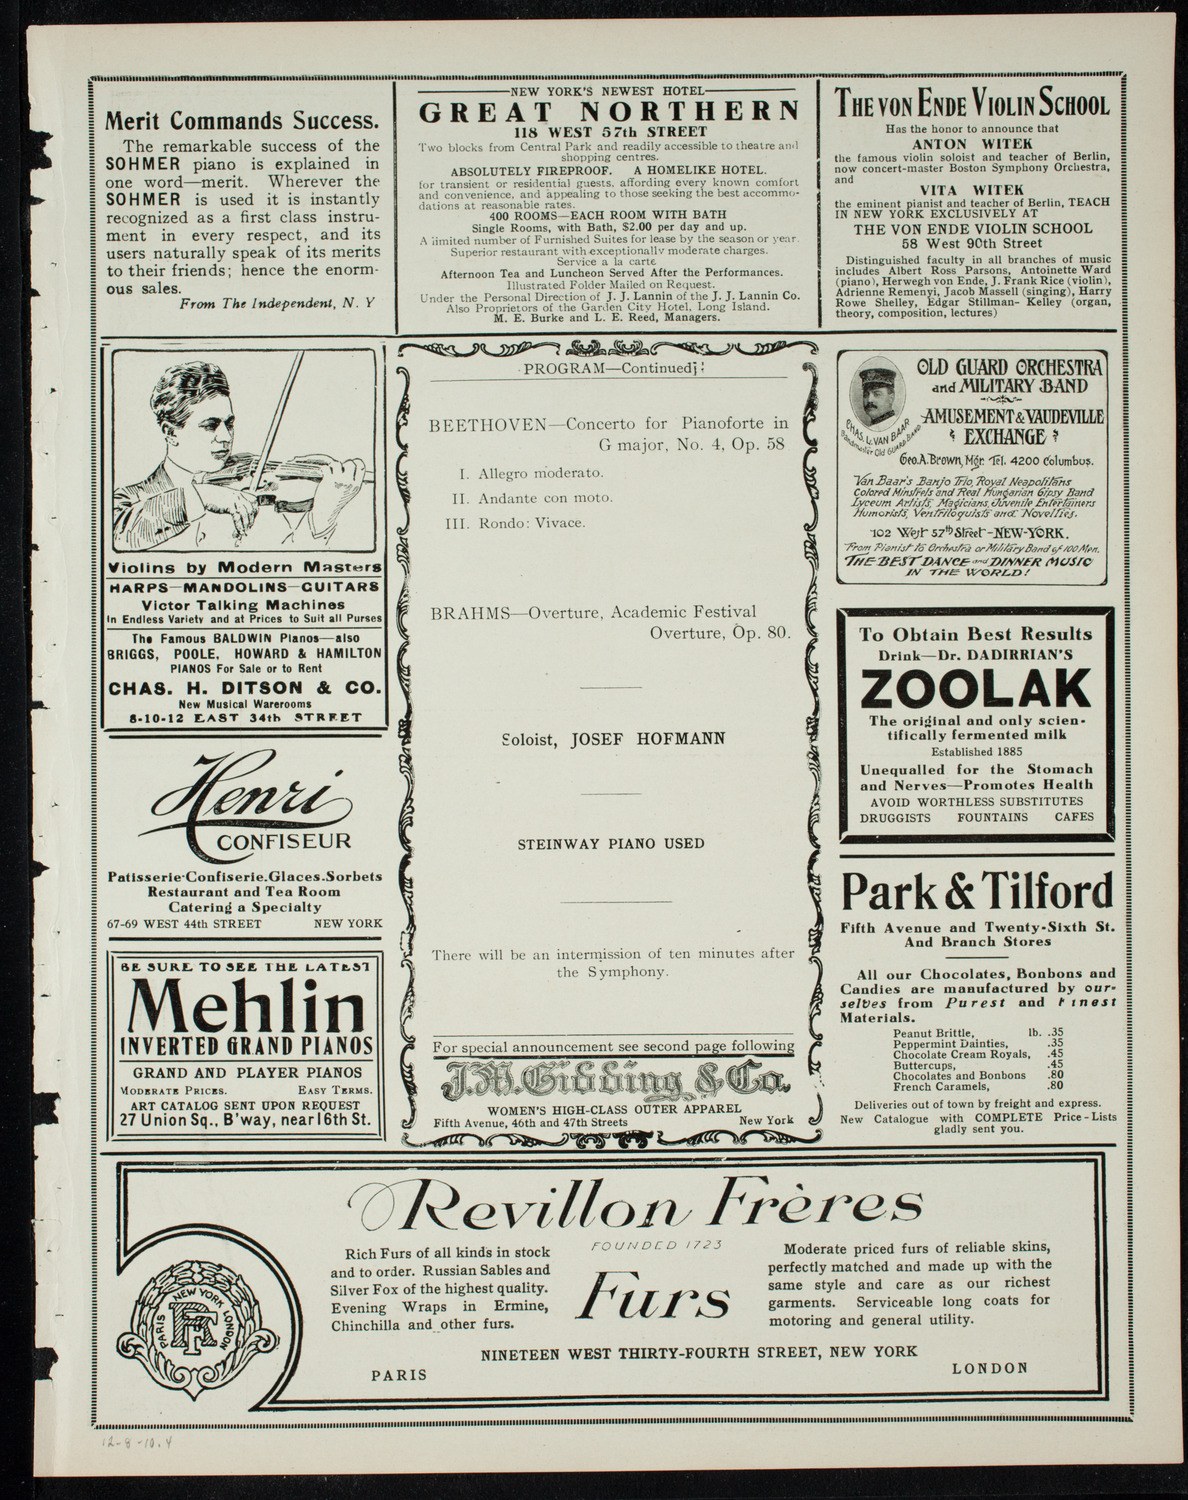 Merit Commands Success.
The remarkable success of the
SOHMER piano is explained in
one word—merit. Wherever the
SOHMER is used it is instantly
recognized as a first class instru-
ment in every respect, and its
users naturally speak of its merits
to their friends; hence the enorm-
ous sales.
From The Independent, N. Y
NEW YORK'S NEWEST HOTEL
GREAT NORTHERN
118 WEST 57th STREET
Two blocks from Central Park and readily accessible to theatre and
shopping centres.
ABSOLUTELY FIREPROOF. A HOMELIKE HOTEL.
for transient or residential guests, affording every known comfort
and convenience, and appealing to those seeking the best accommo-
dations at reasonable rates.
400 ROOMS—EACH ROOM WITH BATH
Single Rooms, with Bath, $2.00 per day and up.
A limited number of Furnished Suites for lease by the season or year.
Superior restaurant with exceptionally moderate charges.
Service a la carte
Afternoon Tea and Luncheon Served After the Performances.
Illustrated Folder Mailed on Request.
Under the Personal Direction of J. J. Lannin of the J. J. Lannin Co.
Also Proprietors of the Garden City Hotel, Long Island.
M. E. Burke and L. E. Reed, Managers.
THE VON ENDE VIOLIN SCHOOL
Has the honor to announce that
ANTON WITEK
the famous violin soloist and teacher of Berlin,
now concert-master Boston Symphony Orchestra,
and
VITA WITEK
the eminent pianist and teacher of Berlin, TEACH
IN NEW YORK EXCLUSIVELY AT
THE VON ENDE VIOLIN SCHOOL
58 West 90th Street
Distinguished faculty in all branches of music
includes Albert Ross Parsons, Antoinette Ward
(piano), Herwegh von Ende, J. Frank Rice (violin),
Adrienne Remenyi, Jacob Massell (singing), Harry
Rowe Shelley, Edgar Stillman- Kelley (organ,
theory, composition, lectures)
Violins by Modern Masters
HARPS—MANDOLINS—GUITARS
Victor Talking Machines
In Endless Variety and at Prices to Suit all Purses
The Famous BALDWIN Pianos—also
BRIGGS, POOLE, HOWARD & HAMILTON
PIANOS For Sale or to Rent
CHAS. H. DITSON & CO.
New Musical Warerooms
8-10-12 EAST 34th STREET
Henri
CONFISEUR
Patisserie-Confiserie.Glaces.Sorbets
Restaurant and Tea Room
Catering a Specialty
67-69 WEST 44th STREET NEW YORK
BE SURE TO SEE THE LATEST
Mehlin
INVERTED GRAND PIANOS
GRAND AND PLAYER PIANOS
MODERATE PRICES. EASY TERMS.
ART CATALOG SENT UPON REQUEST
27 Union Sq., B'way, near 16th St.
PROGRAM—Continued
BEETHOVEN—Concerto for Pianoforte in
G major, No. 4, Op. 58
I. Allegro moderato.
II. Andante con moto.
III. Rondo: Vivace.
BRAHMS—Overture, Academic Festival
Overture, Op. 80.
Soloist, JOSEF HOFMANN
STEINWAY PIANO USED
There will be an intermission of ten minutes after
the Symphony.
For special announcement see second page following
J.M. Gidding & Co.
WOMEN'S HIGH-CLASS OUTER APPAREL
Fifth Avenue, 46th and 47th Streets New York
OLD GUARD ORCHESTRA
and MILITARY BAND
AMUSEMENT & VAUDEVILLE
EXCHANGE
CHAS. L. VAN BAAR
Bandmaster Old Guard Band
Geo. A. Brown, Mgr. Tel. 4200 Columbus.
Van Baar's Banjo Trio, Royal Neapolitans
Colored Minstrels and Real Hungarian Gipsy Band
Lyceum Artists, Magicians, Juvenile Entertainers
Humorists, Ventriloquists and Novelties.
102 West 57th Street-NEW-YORK.
From Pianist to Orchestra or Military Band of 100 Men.
THE BEST DANCE and DINNER MUSIC
IN THE WORLD!
To Obtain Best Results
Drink—Dr. DADIRRIAN'S
ZOOLAK
The original and only scien-
tifically fermented milk
Established 1885
Unequalled for the Stomach
and Nerves—Promotes Health
AVOID WORTHLESS SUBSTITUTES
DRUGGISTS FOUNTAINS CAFES
Park & Tilford
Fifth Avenue and Twenty-Sixth St.
And Branch Stores
All our Chocolates, Bonbons and
Candies are manufactured by our-
selves from Purest and Finest
Materials.
Peanut Brittle, lb. .35
Peppermint Dainties, .35
Chocolate Cream Royals, .45
Buttercups, .45
Chocolates and Bonbons .80
French Caramels, .80
Deliveries out of town by freight and express.
New Catalogue with COMPLETE Price-Lists
gladly sent you.
Revillon Frères
FOUNDED 1723
Furs
Rich Furs of all kinds in stock
and to order. Russian Sables and
Silver Fox of the highest quality.
Evening Wraps in Ermine,
Chinchilla and other furs.
Moderate priced furs of reliable skins,
perfectly matched and made up with the
same style and care as our richest
garments. Serviceable long coats for
motoring and general utility.
NINETEEN WEST THIRTY-FOURTH STREET, NEW YORK
PARIS LONDON
PARIS NEW YORK LONDON
RF
12-8-10.4